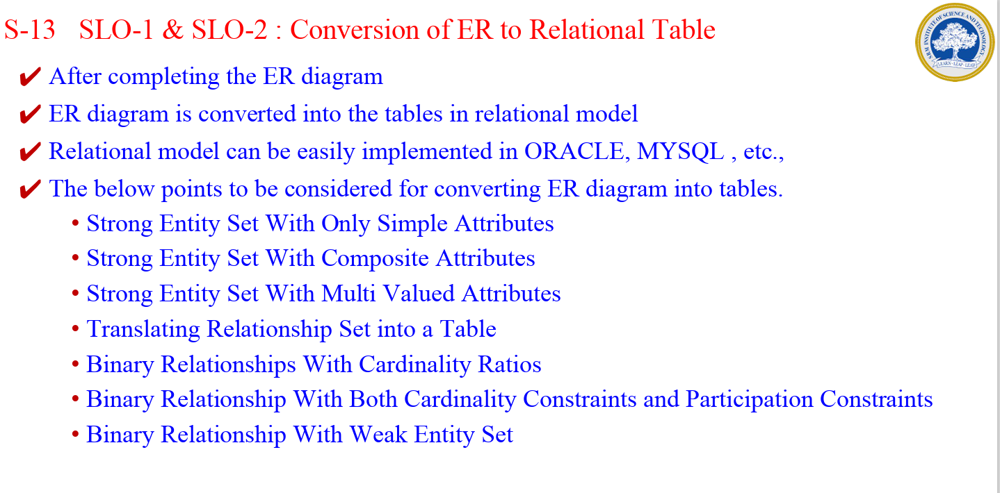 S-13 SLO-1 & SLO-2 : Conversion of ER to Relational Table
SRM INSTITUTE OF SCIENCE AND TECHNOLOGY
LEARN - LEAP - LEAD
✔ After completing the ER diagram
✔ ER diagram is converted into the tables in relational model
✔ Relational model can be easily implemented in ORACLE, MYSQL , etc.,
✔ The below points to be considered for converting ER diagram into tables.
• Strong Entity Set With Only Simple Attributes
• Strong Entity Set With Composite Attributes
• Strong Entity Set With Multi Valued Attributes
• Translating Relationship Set into a Table
• Binary Relationships With Cardinality Ratios
• Binary Relationship With Both Cardinality Constraints and Participation Constraints
• Binary Relationship With Weak Entity Set